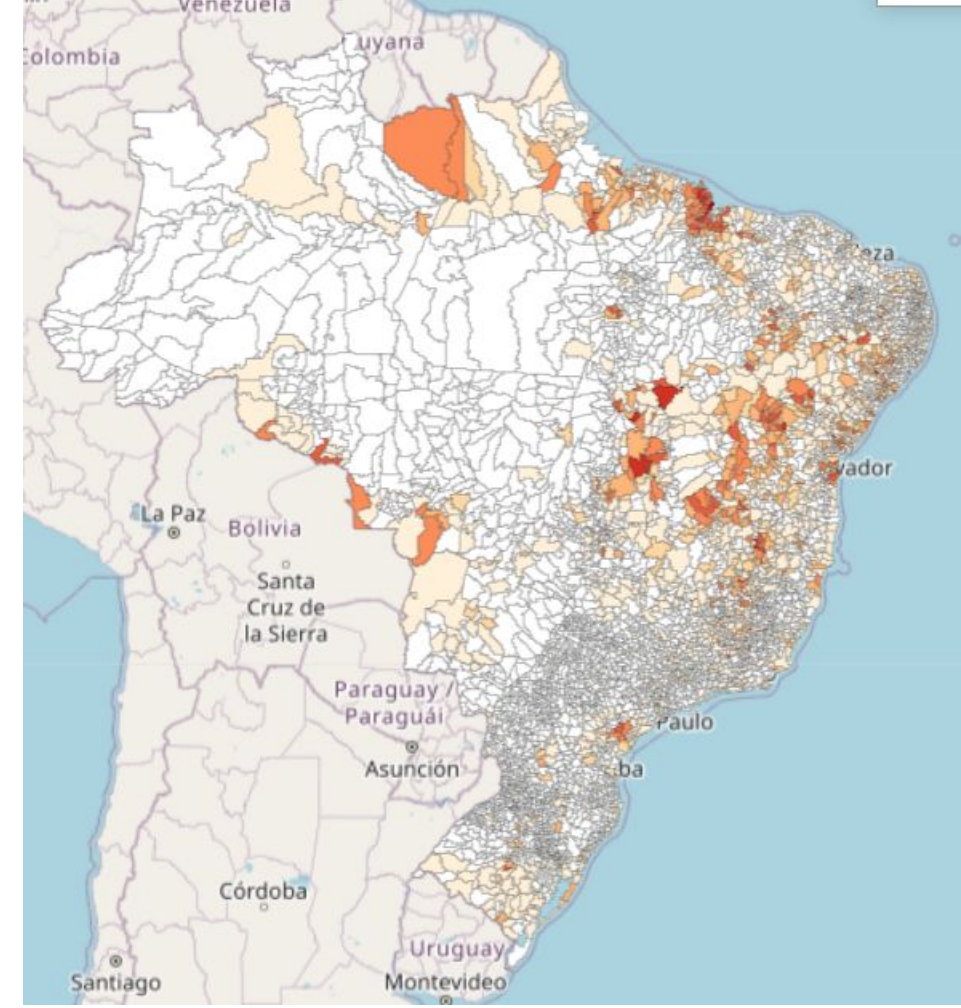 Venezuela
uyana
Colombia
eza
vador
La Paz
Bolivia
Santa
Cruz de
la Sierra
Paraguay /
Paraguái
Paulo
Asunción
ba
Córdoba
Uruguay
Santiago
Montevideo